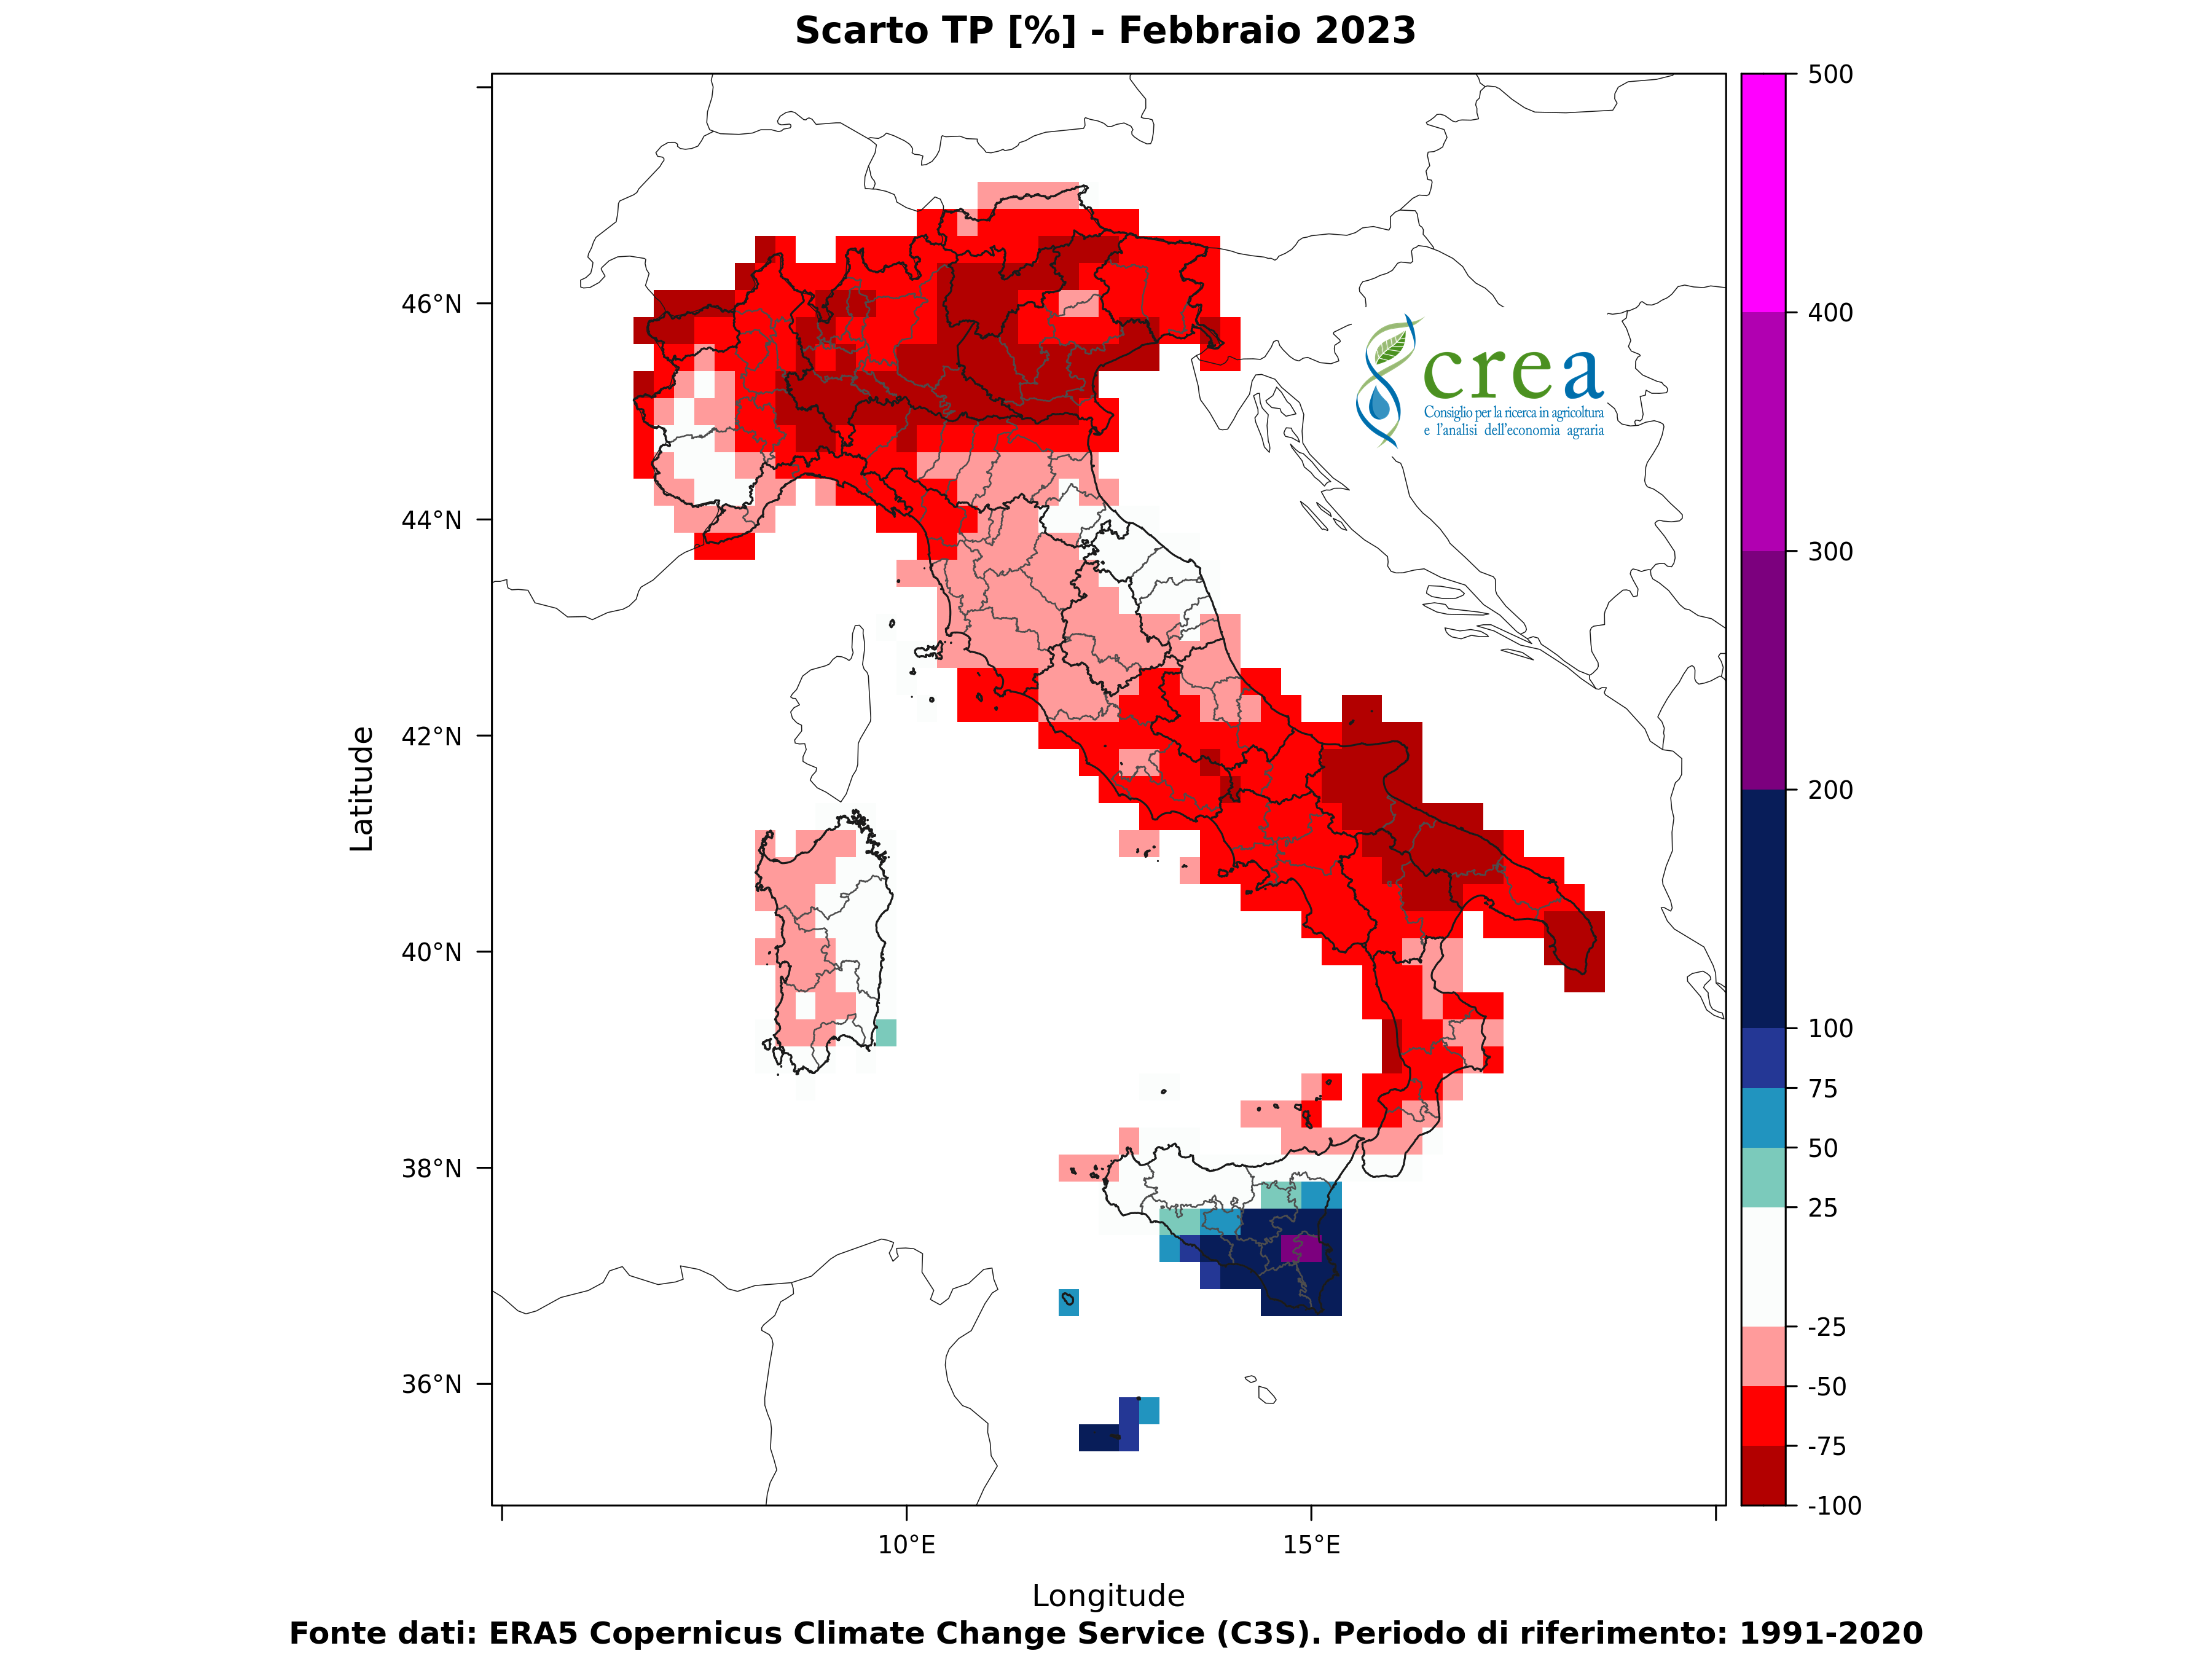 Scarto TP [%] - Febbraio 2023
500
400
300
200
100
75
50
25
-25
-50
-75
-100
46°N
44°N
42°N
40°N
38°N
36°N
Latitude
crea
Consiglio per la ricerca in agricoltura
e l'analisi dell'economia agraria
10°E 15°E
Longitude
Fonte dati: ERA5 Copernicus Climate Change Service (C3S). Periodo di riferimento: 1991-2020